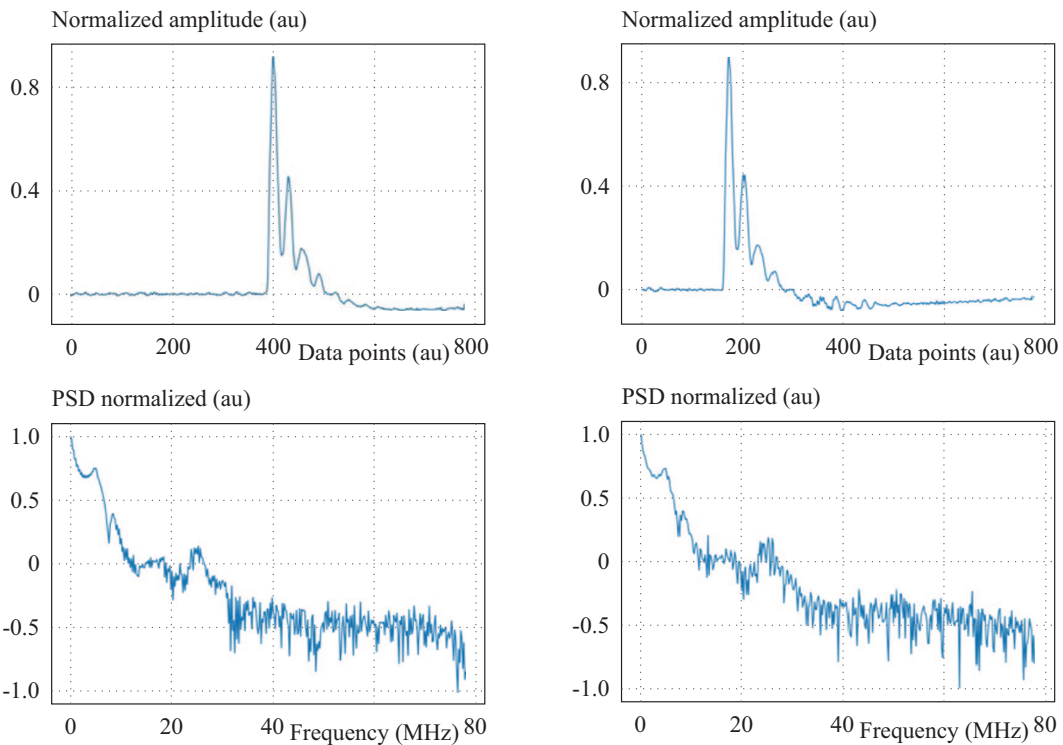 Normalized amplitude (au)
0.8
0.4
0
0 200 400 Data points (au) 800
Normalized amplitude (au)
0.8
0.4
0
0 200 400 Data points (au) 800
PSD normalized (au)
1.0
0.5
0
-0.5
-1.0
0 20 40 Frequency (MHz) 80
PSD normalized (au)
1.0
0.5
0
-0.5
-1.0
0 20 40 Frequency (MHz) 80